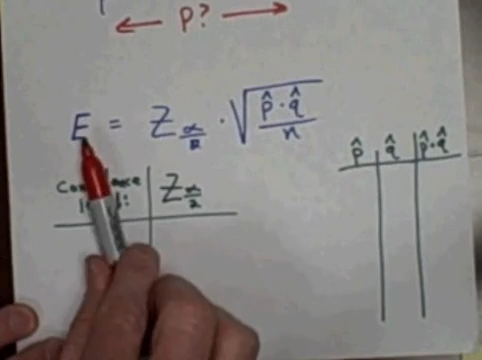 p?
E = Z α/2 · √(p̂·q̂/n)
p̂ q̂ p̂·q̂
Z α/2